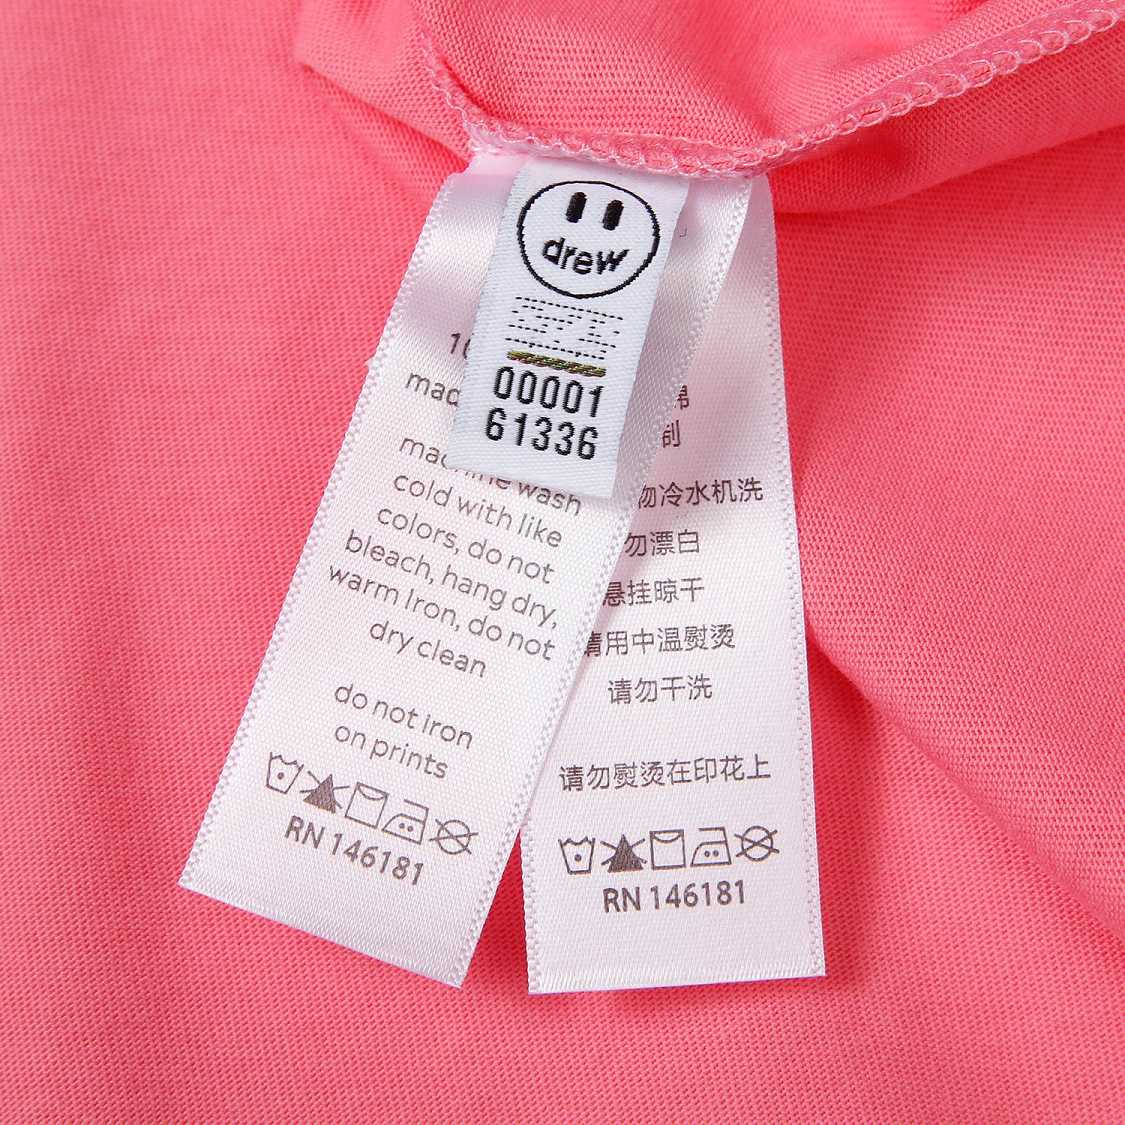 drew
00001
61336
machine wash
cold with like
colors, do not
bleach, hang dry,
warm Iron, do not
dry clean
do not iron
on prints
RN 146181
勿冷水机洗
勿漂白
悬挂晾干
请用中温熨烫
请勿干洗
请勿熨烫在印花上
RN 146181